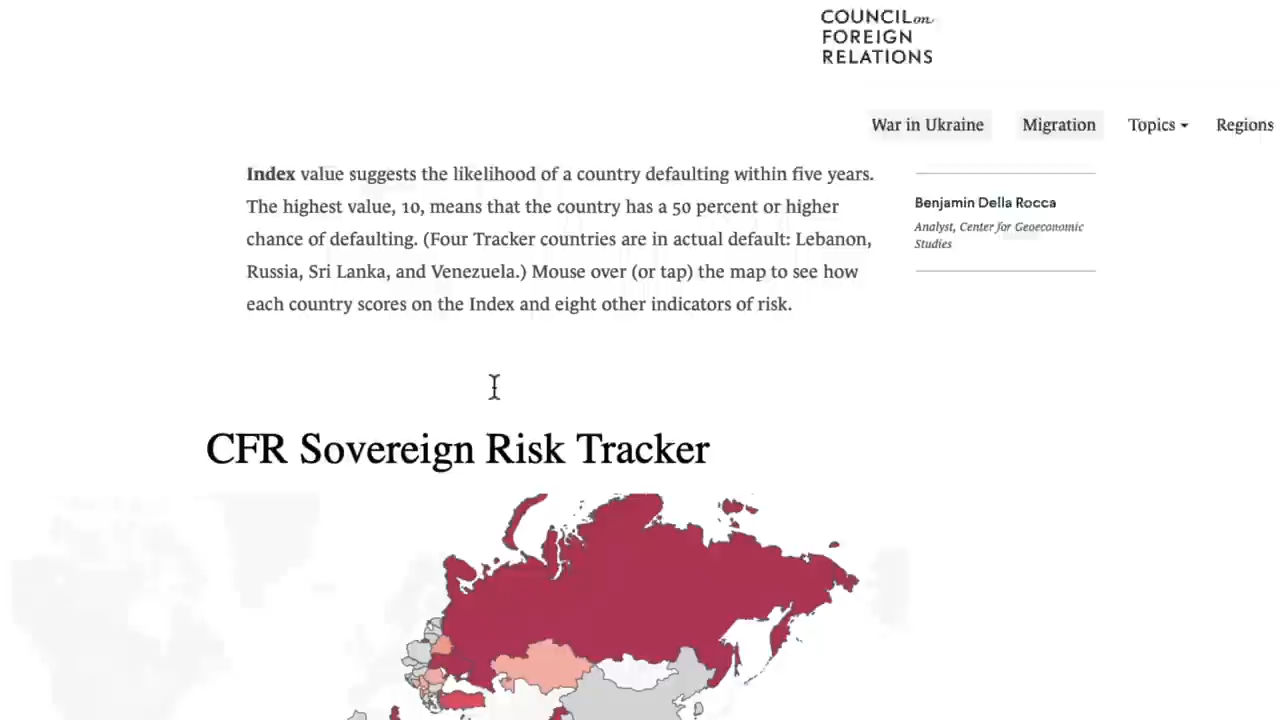 COUNCIL on
FOREIGN
RELATIONS
War in Ukraine
Migration
Topics
Regions
Index value suggests the likelihood of a country defaulting within five years.
The highest value, 10, means that the country has a 50 percent or higher
chance of defaulting. (Four Tracker countries are in actual default: Lebanon,
Russia, Sri Lanka, and Venezuela.) Mouse over (or tap) the map to see how
each country scores on the Index and eight other indicators of risk.
Benjamin Della Rocca
Analyst, Center for Geoeconomic
Studies
CFR Sovereign Risk Tracker